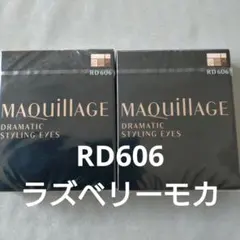 RD606
RD606
MAQuillAGE
DRAMATIC
STYLING EYES
MAQuillAGE
DRAMATIC
STYLING EYES
RD606
ラズベリーモカ